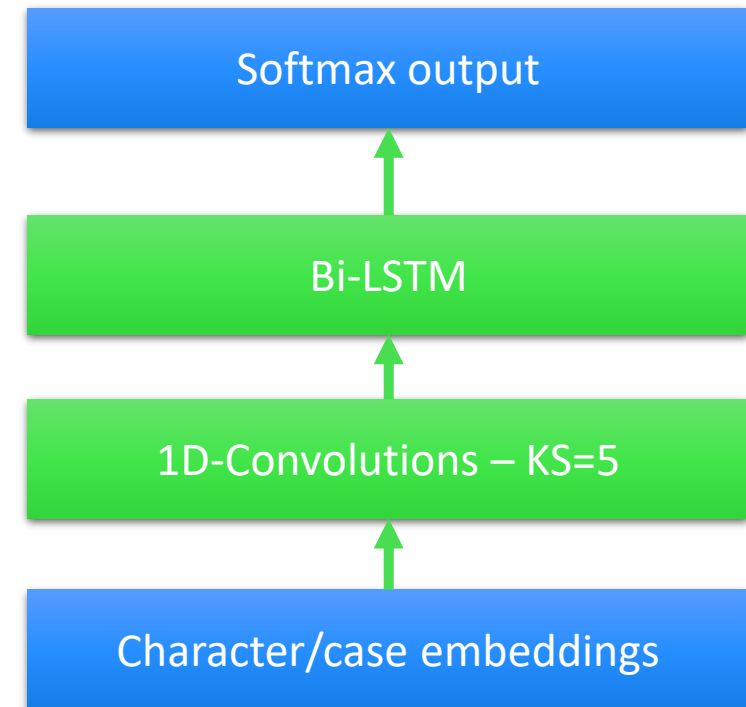 Softmax output
Bi-LSTM
1D-Convolutions – KS=5
Character/case embeddings